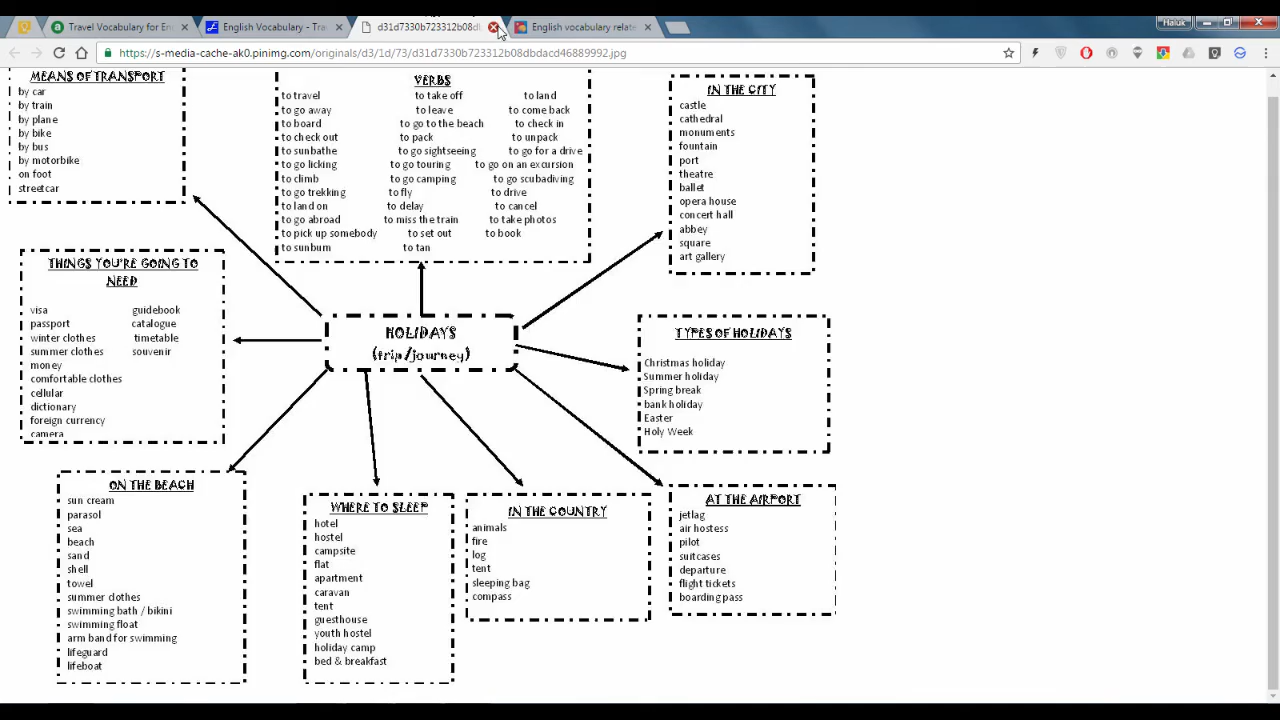 Travel Vocabulary for En
English Vocabulary - Tra
d31d7330b723312b08db
English vocabulary relate
Haluk
https://s-media-cache-ak0.pinimg.com/originals/d3/1d/73/d31d7330b723312b08dbdacd46889992.jpg
MEANS OF TRANSPORT
by car
by train
by plane
by bike
by bus
by motorbike
on foot
streetcar
VERBS
to travel to take off to land
to go away to leave to come back
to board to go to the beach to check in
to check out to pack to unpack
to sunbathe to go sightseeing to go for a drive
to go licking to go touring to go on an excursion
to climb to go camping to go scubadiving
to go trekking to fly to drive
to land on to delay to cancel
to go abroad to miss the train to take photos
to pick up somebody to set out to book
to sunburn to tan
IN THE CITY
castle
cathedral
monuments
fountain
port
theatre
ballet
opera house
concert hall
abbey
square
art gallery
THINGS YOU'RE GOING TO
NEED
visa guidebook
passport catalogue
winter clothes timetable
summer clothes souvenir
money
comfortable clothes
cellular
dictionary
foreign currency
camera
HOLIDAYS
(trip/journey)
TYPES OF HOLIDAYS
Christmas holiday
Summer holiday
Spring break
bank holiday
Easter
Holy Week
ON THE BEACH
sun cream
parasol
sea
beach
sand
shell
towel
summer clothes
swimming bath / bikini
swimming float
arm band for swimming
lifeguard
lifeboat
WHERE TO SLEEP
hotel
hostel
campsite
flat
apartment
caravan
tent
guesthouse
youth hostel
holiday camp
bed & breakfast
IN THE COUNTRY
animals
fire
log
tent
sleeping bag
compass
AT THE AIRPORT
jetlag
air hostess
pilot
suitcases
departure
flight tickets
boarding pass